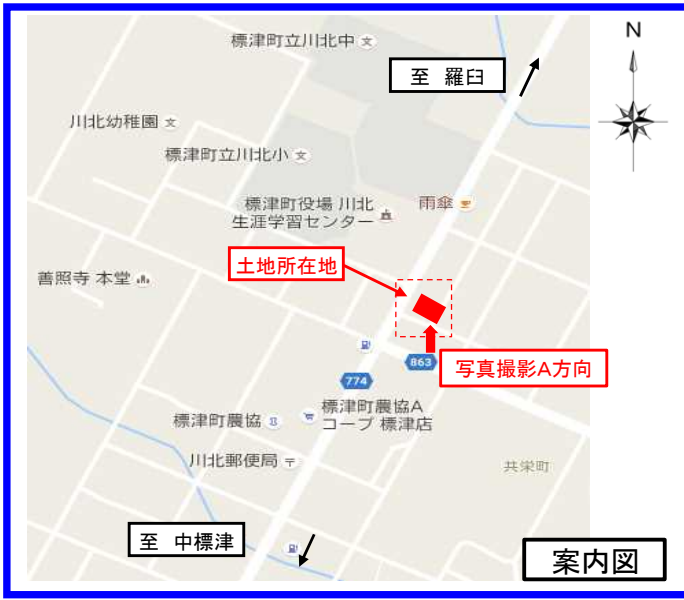 標津町立川北中
N
至 羅臼
川北幼稚園
標津町立川北小
標津町役場 川北
生涯学習センター
雨傘
土地所在地
善照寺 本堂
863
写真撮影A方向
774
標津町農協A
コープ 標津店
標津町農協
川北郵便局
共栄町
至 中標津
案内図